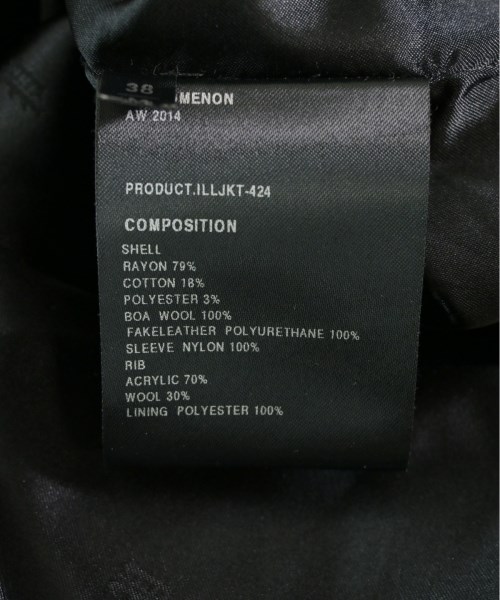 38
MENON
AW 2014
PRODUCT.ILLJKT-424
COMPOSITION
SHELL
RAYON 79%
COTTON 18%
POLYESTER 3%
BOA WOOL 100%
FAKELEATHER POLYURETHANE 100%
SLEEVE NYLON 100%
RIB
ACRYLIC 70%
WOOL 30%
LINING POLYESTER 100%